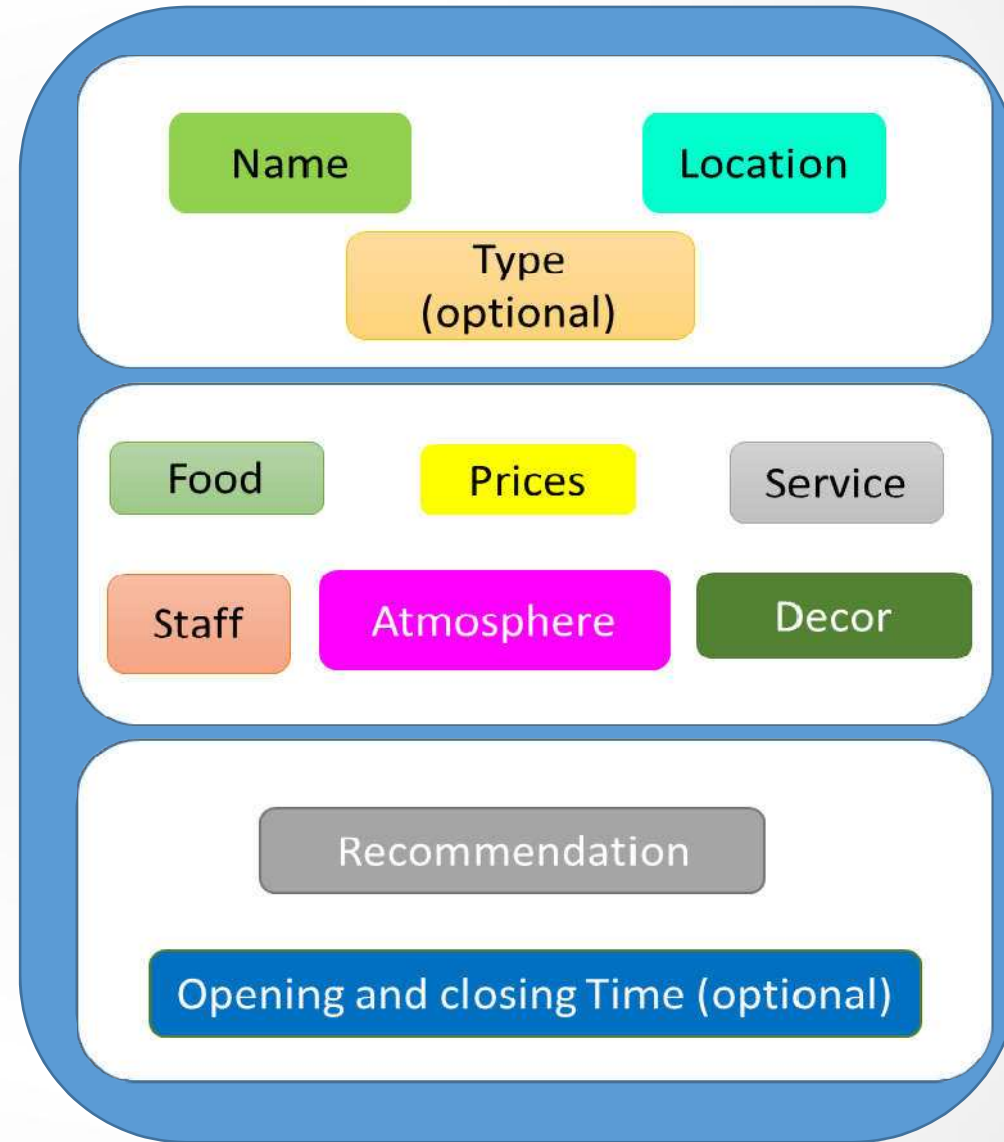 Name
Location
Type
(optional)
Food
Prices
Service
Staff
Atmosphere
Decor
Recommendation
Opening and closing Time (optional)